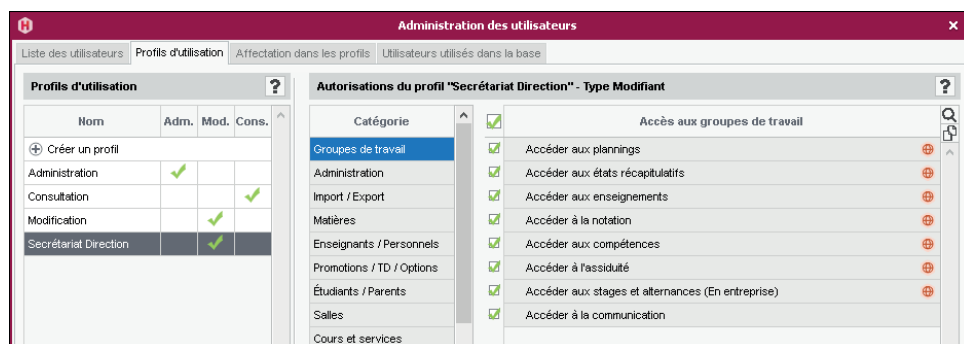 Administration des utilisateurs
Liste des utilisateurs Profils d'utilisation Affectation dans les profils Utilisateurs utilisés dans la base
Profils d'utilisation ?
Nom Adm. Mod. Cons.
Créer un profil
Administration
Consultation
Modification
Secrétariat Direction
Autorisations du profil "Secrétariat Direction" - Type Modifiant ?
Catégorie
Groupes de travail
Administration
Import / Export
Matières
Enseignants / Personnels
Promotions / TD / Options
Étudiants / Parents
Salles
Cours et services
Accès aux groupes de travail
Accéder aux plannings
Accéder aux états récapitulatifs
Accéder aux enseignements
Accéder à la notation
Accéder aux compétences
Accéder à l'assiduité
Accéder aux stages et alternances (En entreprise)
Accéder à la communication